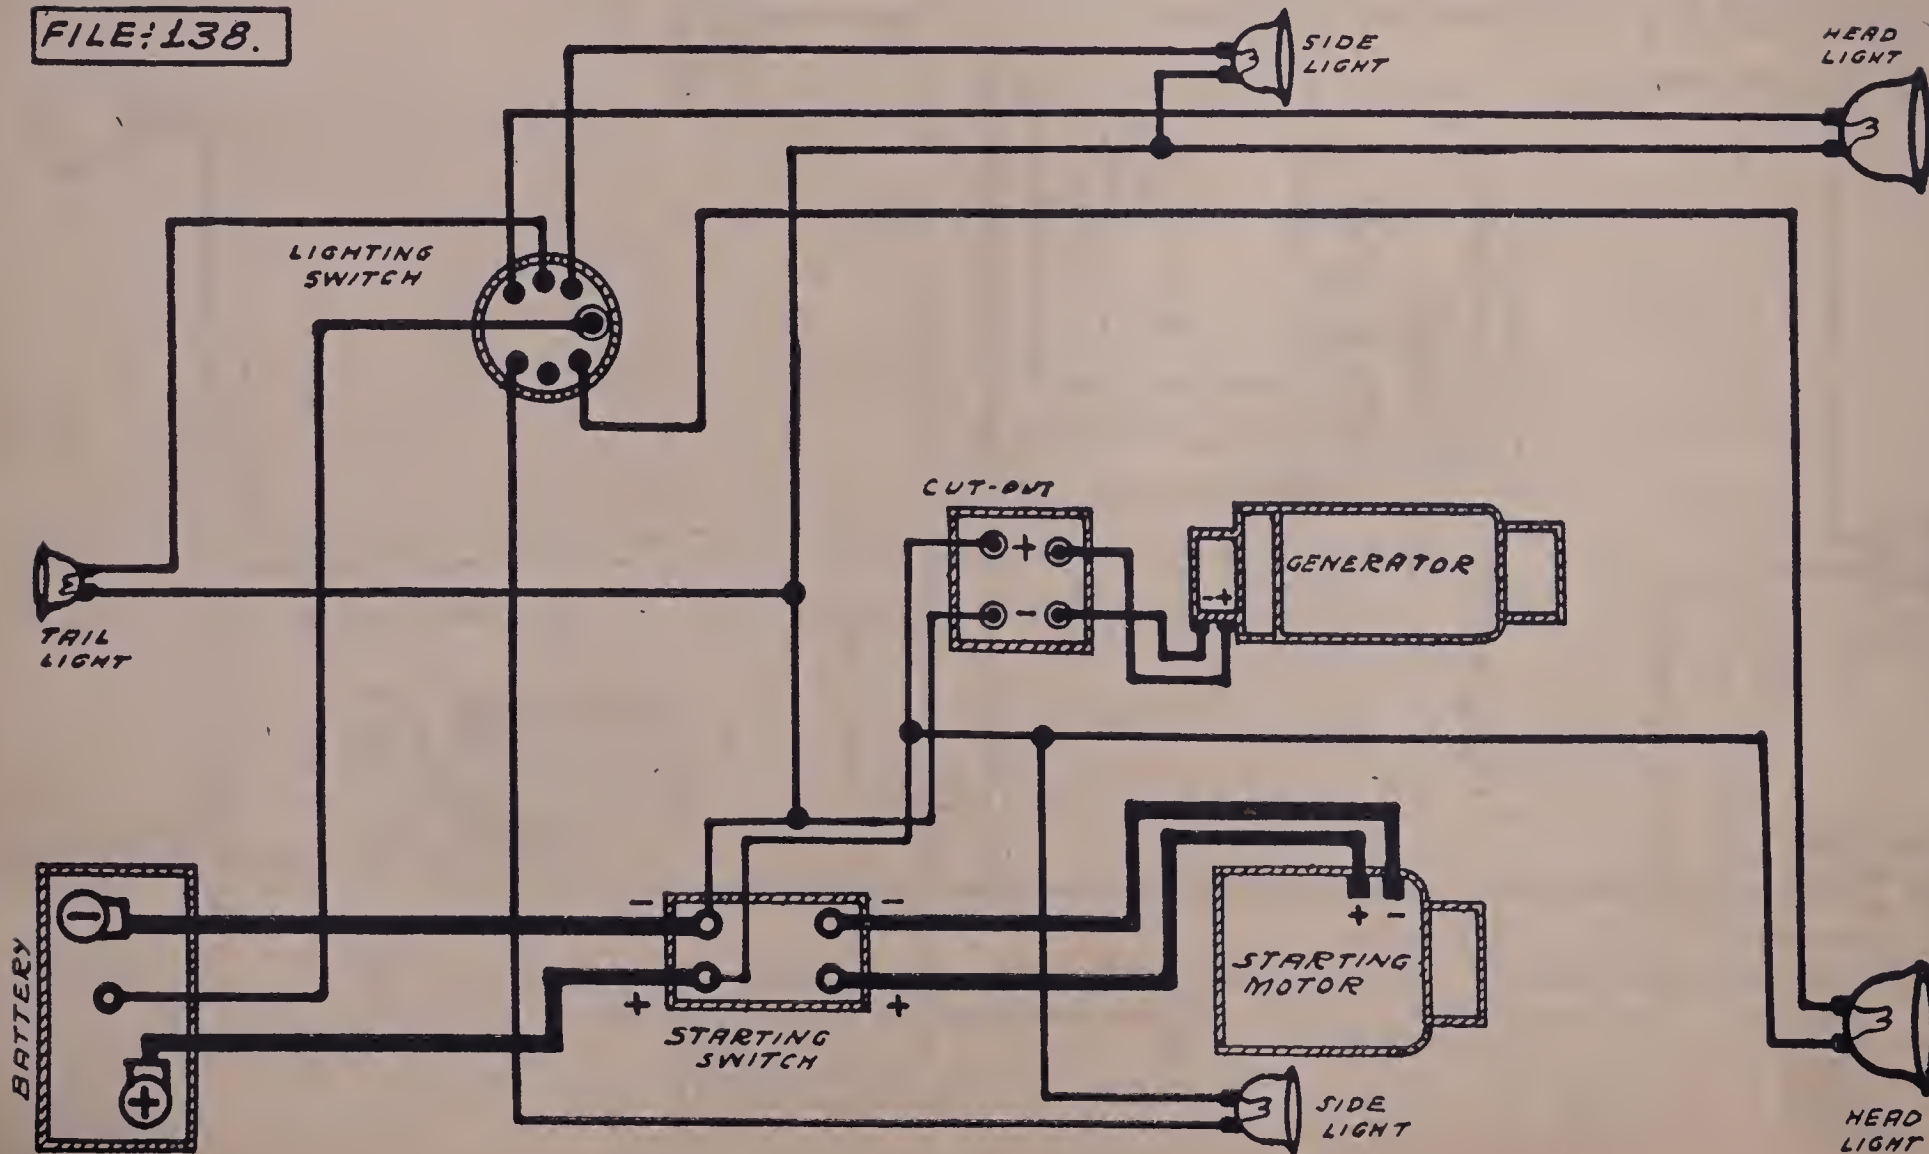 FILE: 138.
SIDE
LIGHT
HEAD
LIGHT
LIGHTING
SWITCH
CUT-OUT
+
-
GENERATOR
- +
TAIL
LIGHT
BATTERY
-
+
-
-
+
+
STARTING
SWITCH
+ -
STARTING
MOTOR
SIDE
LIGHT
HEAD
LIGHT